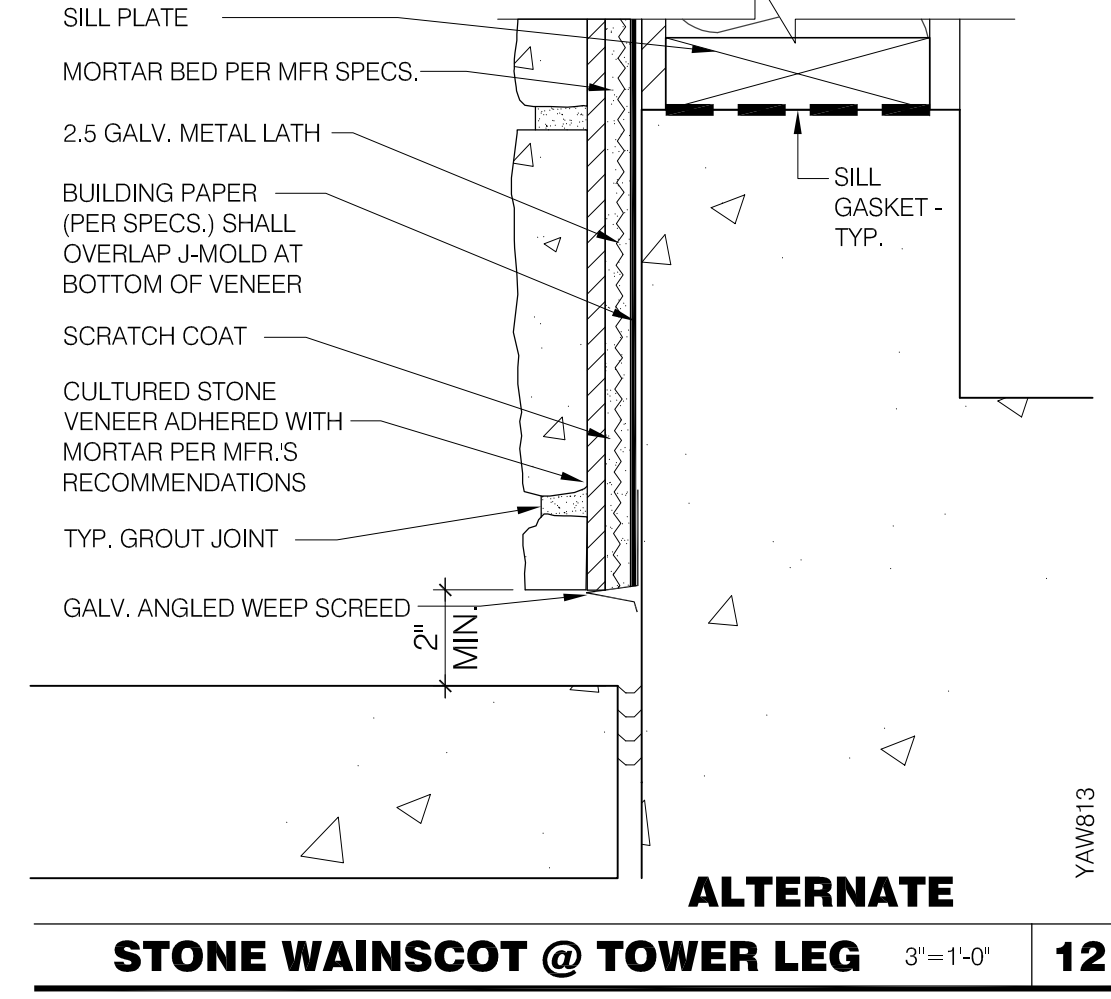 SILL PLATE
MORTAR BED PER MFR SPECS.
2.5 GALV. METAL LATH
BUILDING PAPER
(PER SPECS.) SHALL
OVERLAP J-MOLD AT
BOTTOM OF VENEER
SCRATCH COAT
CULTURED STONE
VENEER ADHERED WITH
MORTAR PER MFR.'S
RECOMMENDATIONS
TYP. GROUT JOINT
GALV. ANGLED WEEP SCREED
2"
MIN.
SILL
GASKET -
TYP.
YAW813
ALTERNATE
STONE WAINSCOT @ TOWER LEG 3"=1'-0" 12